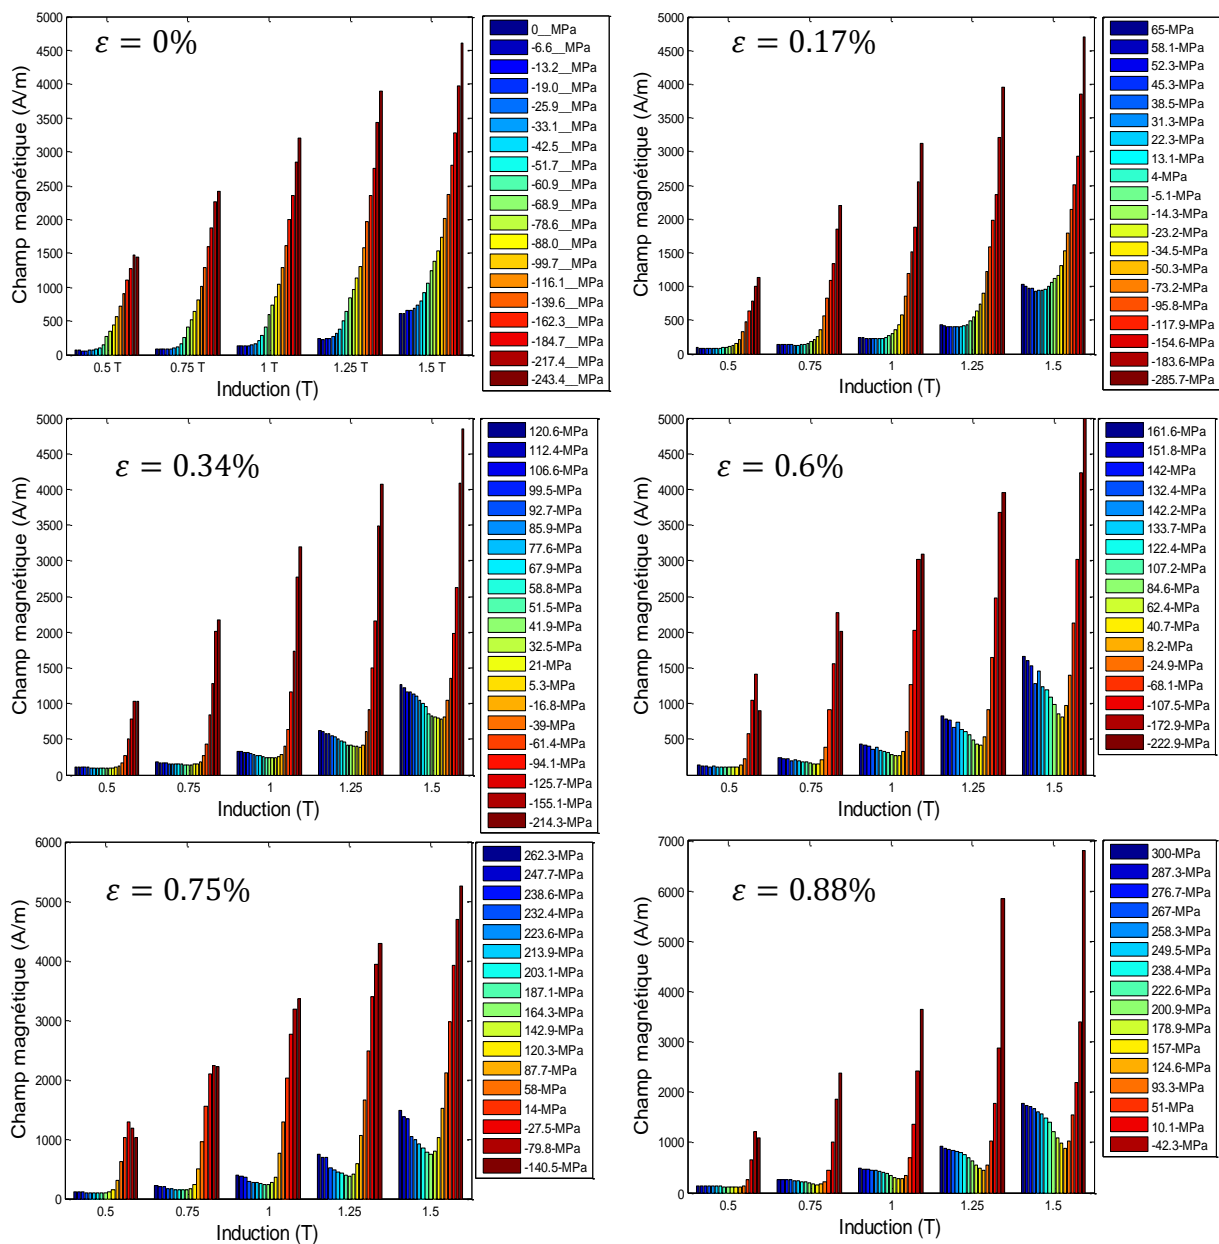 ε = 0%
5000
4500
4000
3500
3000
2500
2000
1500
1000
500
0
Champ magnétique (A/m)
0.5 T 0.75 T 1 T 1.25 T 1.5 T
Induction (T)
0__MPa
-6.6__MPa
-13.2__MPa
-19.0__MPa
-25.9__MPa
-33.1__MPa
-42.5__MPa
-51.7__MPa
-60.9__MPa
-68.9__MPa
-78.6__MPa
-88.0__MPa
-99.7__MPa
-116.1__MPa
-139.6__MPa
-162.3__MPa
-184.7__MPa
-217.4__MPa
-243.4__MPa
ε = 0.17%
5000
4500
4000
3500
3000
2500
2000
1500
1000
500
0
Champ magnétique (A/m)
0.5 0.75 1 1.25 1.5
Induction (T)
65-MPa
58.1-MPa
52.3-MPa
45.3-MPa
38.5-MPa
31.3-MPa
22.3-MPa
13.1-MPa
4-MPa
-5.1-MPa
-14.3-MPa
-23.2-MPa
-34.5-MPa
-50.3-MPa
-73.2-MPa
-95.8-MPa
-117.9-MPa
-154.6-MPa
-183.6-MPa
-285.7-MPa
ε = 0.34%
5000
4500
4000
3500
3000
2500
2000
1500
1000
500
0
Champ magnétique (A/m)
0.5 0.75 1 1.25 1.5
Induction (T)
120.6-MPa
112.4-MPa
106.6-MPa
99.5-MPa
92.7-MPa
85.9-MPa
77.6-MPa
67.9-MPa
58.8-MPa
51.5-MPa
41.9-MPa
32.5-MPa
21-MPa
5.3-MPa
-16.8-MPa
-39-MPa
-61.4-MPa
-94.1-MPa
-125.7-MPa
-155.1-MPa
-214.3-MPa
ε = 0.6%
5000
4500
4000
3500
3000
2500
2000
1500
1000
500
0
Champ magnétique (A/m)
0.5 0.75 1 1.25 1.5
Induction (T)
161.6-MPa
151.8-MPa
142-MPa
132.4-MPa
142.2-MPa
133.7-MPa
122.4-MPa
107.2-MPa
84.6-MPa
62.4-MPa
40.7-MPa
8.2-MPa
-24.9-MPa
-68.1-MPa
-107.5-MPa
-172.9-MPa
-222.9-MPa
ε = 0.75%
6000
5000
4000
3000
2000
1000
0
Champ magnétique (A/m)
0.5 0.75 1 1.25 1.5
Induction (T)
262.3-MPa
247.7-MPa
238.6-MPa
232.4-MPa
223.6-MPa
213.9-MPa
203.1-MPa
187.1-MPa
164.3-MPa
142.9-MPa
120.3-MPa
87.7-MPa
58-MPa
14-MPa
-27.5-MPa
-79.8-MPa
-140.5-MPa
ε = 0.88%
7000
6000
5000
4000
3000
2000
1000
0
Champ magnétique (A/m)
0.5 0.75 1 1.25 1.5
Induction (T)
300-MPa
287.3-MPa
276.7-MPa
267-MPa
258.3-MPa
249.5-MPa
238.4-MPa
222.6-MPa
200.9-MPa
178.9-MPa
157-MPa
124.6-MPa
93.3-MPa
51-MPa
10.1-MPa
-42.3-MPa